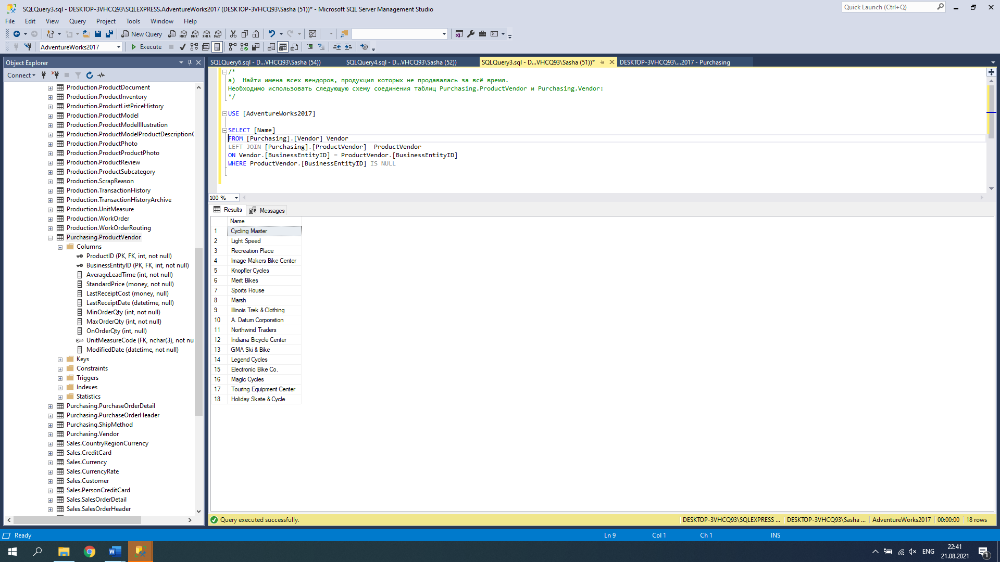 SQLQuery3.sql - DESKTOP-3VHCQ93\SQLEXPRESS.AdventureWorks2017 (DESKTOP-3VHCQ93\Sasha (51))* - Microsoft SQL Server Management Studio
Quick Launch (Ctrl+Q)
File Edit View Query Project Tools Window Help
New Query
MDX DMX XMLA DAX
AdventureWorks2017
Execute
Object Explorer
SQLQuery6.sql - D...VHCQ93\Sasha (54))
SQLQuery4.sql - D...VHCQ93\Sasha (52))
SQLQuery3.sql - D...VHCQ93\Sasha (51))*
DESKTOP-3VHCQ93\...2017 - Purchasing
Connect
Production.ProductDocument
Production.ProductInventory
Production.ProductListPriceHistory
Production.ProductModel
Production.ProductModelIllustration
Production.ProductModelProductDescriptionC
Production.ProductPhoto
Production.ProductProductPhoto
Production.ProductReview
Production.ProductSubcategory
Production.ScrapReason
Production.TransactionHistory
Production.TransactionHistoryArchive
Production.UnitMeasure
Production.WorkOrder
Production.WorkOrderRouting
Purchasing.ProductVendor
Columns
ProductID (PK, FK, int, not null)
BusinessEntityID (PK, FK, int, not null)
AverageLeadTime (int, not null)
StandardPrice (money, not null)
LastReceiptCost (money, null)
LastReceiptDate (datetime, null)
MinOrderQty (int, not null)
MaxOrderQty (int, not null)
OnOrderQty (int, null)
UnitMeasureCode (FK, nchar(3), not nu
ModifiedDate (datetime, not null)
Keys
Constraints
Triggers
Indexes
Statistics
Purchasing.PurchaseOrderDetail
Purchasing.PurchaseOrderHeader
Purchasing.ShipMethod
Purchasing.Vendor
Sales.CountryRegionCurrency
Sales.CreditCard
Sales.Currency
Sales.CurrencyRate
Sales.Customer
Sales.PersonCreditCard
Sales.SalesOrderDetail
Sales.SalesOrderHeader
/*
a) Найти имена всех вендоров, продукция которых не продавалась за всё время.
Необходимо использовать следующую схему соединения таблиц Purchasing.ProductVendor и Purchasing.Vendor:
*/
USE [AdventureWorks2017]
SELECT [Name]
FROM [Purchasing].[Vendor] Vendor
LEFT JOIN [Purchasing].[ProductVendor]  ProductVendor
ON Vendor.[BusinessEntityID] = ProductVendor.[BusinessEntityID]
WHERE ProductVendor.[BusinessEntityID] IS NULL
100 %
Results Messages
Name
1 Cycling Master
2 Light Speed
3 Recreation Place
4 Image Makers Bike Center
5 Knopfler Cycles
6 Merit Bikes
7 Sports House
8 Marsh
9 Illinois Trek & Clothing
10 A. Datum Corporation
11 Northwind Traders
12 Indiana Bicycle Center
13 GMA Ski & Bike
14 Legend Cycles
15 Electronic Bike Co.
16 Magic Cycles
17 Touring Equipment Center
18 Holiday Skate & Cycle
Query executed successfully.
DESKTOP-3VHCQ93\SQLEXPRESS ... DESKTOP-3VHCQ93\Sasha ... AdventureWorks2017 00:00:00 18 rows
Ready
Ln 9 Col 1 Ch 1 INS
ENG
22:41
21.08.2021
1